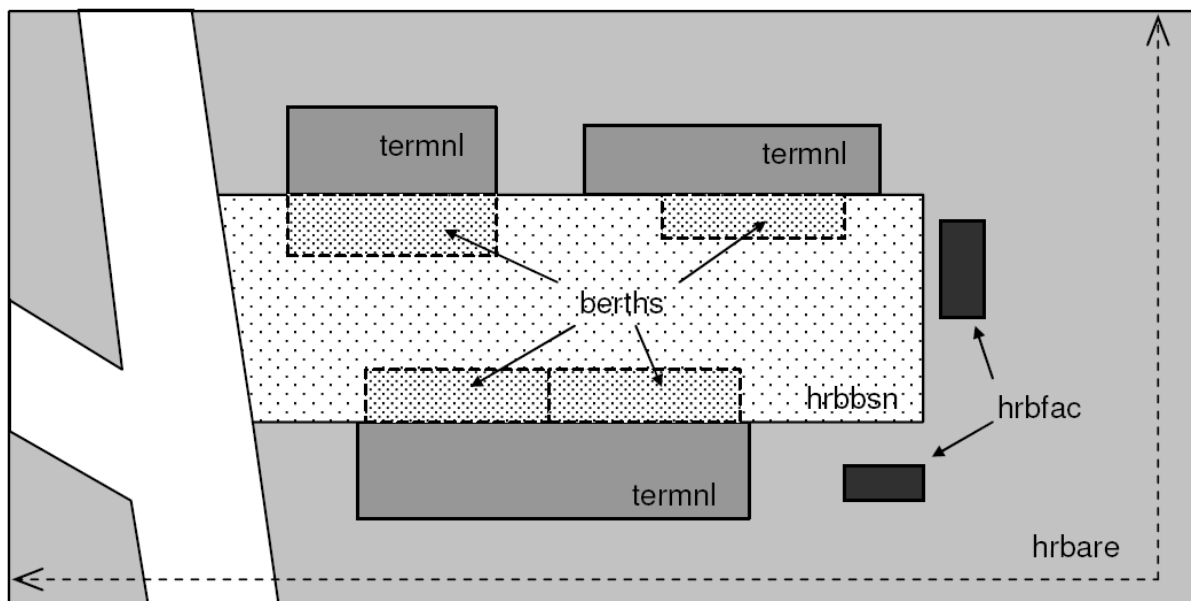 termnl
termnl
berths
hrbbsn
hrbfac
termnl
hrbare